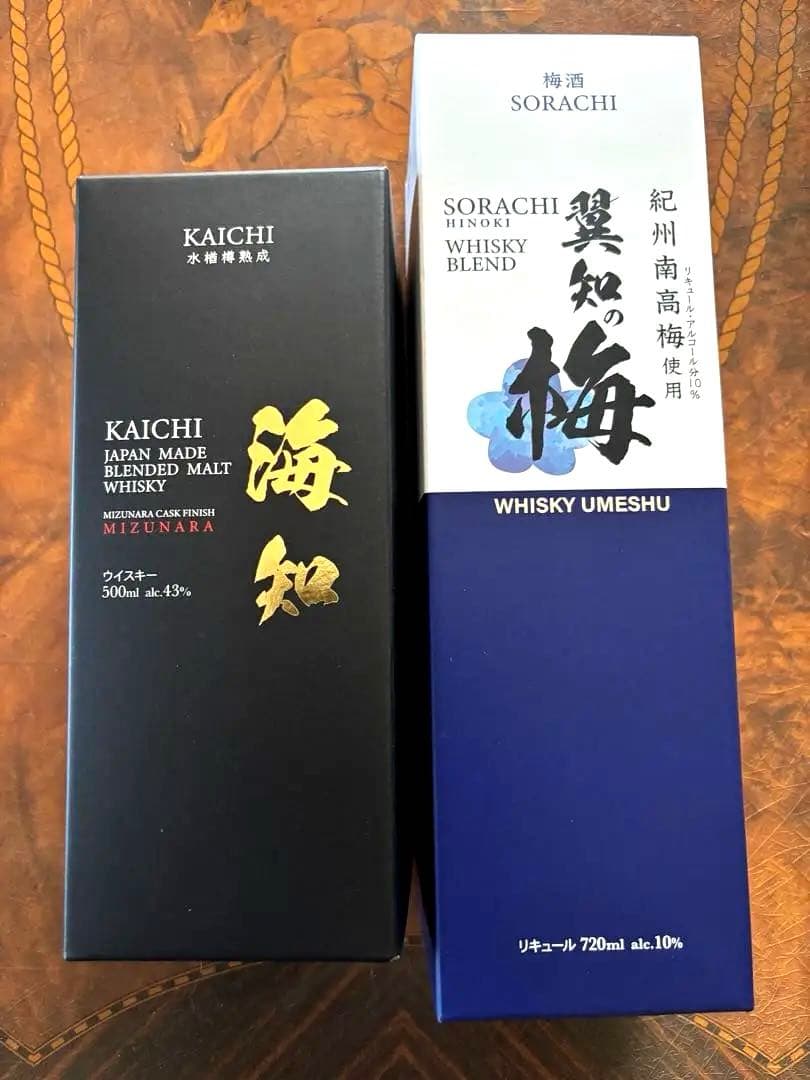 KAICHI
水楢樽熟成
KAICHI
JAPAN MADE
BLENDED MALT
WHISKY
MIZUNARA CASK FINISH
MIZUNARA
ウイスキー
500ml alc.43%
海知
梅酒
SORACHI
SORACHI
HINOKI
WHISKY
BLEND
翼知の梅
紀州南高梅使用
リキュール・アルコール分10%
WHISKY UMESHU
リキュール 720ml alc.10%